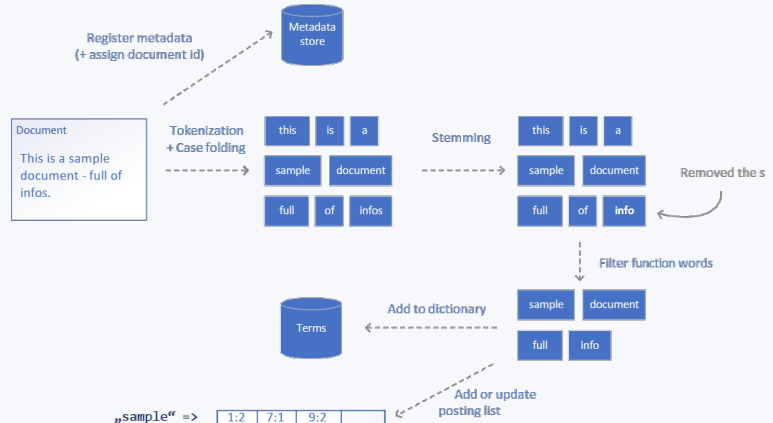 Register metadata
(+ assign document id)
Metadata
store
Document
This is a sample
document - full of
infos.
Tokenization
+ Case folding
this is a
sample document
full of infos
Stemming
this is a
sample document
full of info
Removed the s
Filter function words
sample document
full info
Add to dictionary
Terms
Add or update
posting list
„sample“ => 1:2 7:1 9:2